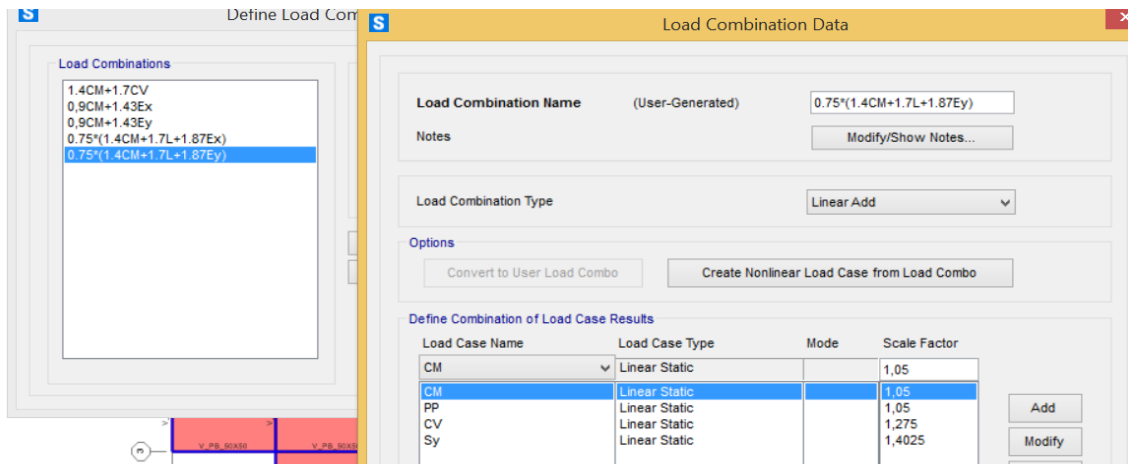 S
Define Load Com
Load Combinations
1.4CM+1.7CV
0,9CM+1.43Ex
0,9CM+1.43Ey
0.75*(1.4CM+1.7L+1.87Ex)
0.75*(1.4CM+1.7L+1.87Ey)
S
Load Combination Data
Load Combination Name (User-Generated) 0.75*(1.4CM+1.7L+1.87Ey)
Notes Modify/Show Notes...
Load Combination Type Linear Add
Options
Convert to User Load Combo Create Nonlinear Load Case from Load Combo
Define Combination of Load Case Results
Load Case Name Load Case Type Mode Scale Factor
CM Linear Static 1,05
CM Linear Static 1,05
PP Linear Static 1,05
CV Linear Static 1,275
Sy Linear Static 1,4025
Add
Modify
V_PB_50X50 V_PB_50X50